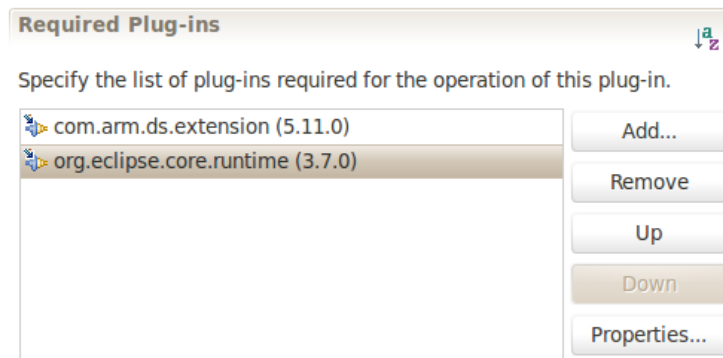 Required Plug-ins
a
z
Specify the list of plug-ins required for the operation of this plug-in.
com.arm.ds.extension (5.11.0)
org.eclipse.core.runtime (3.7.0)
Add...
Remove
Up
Down
Properties...